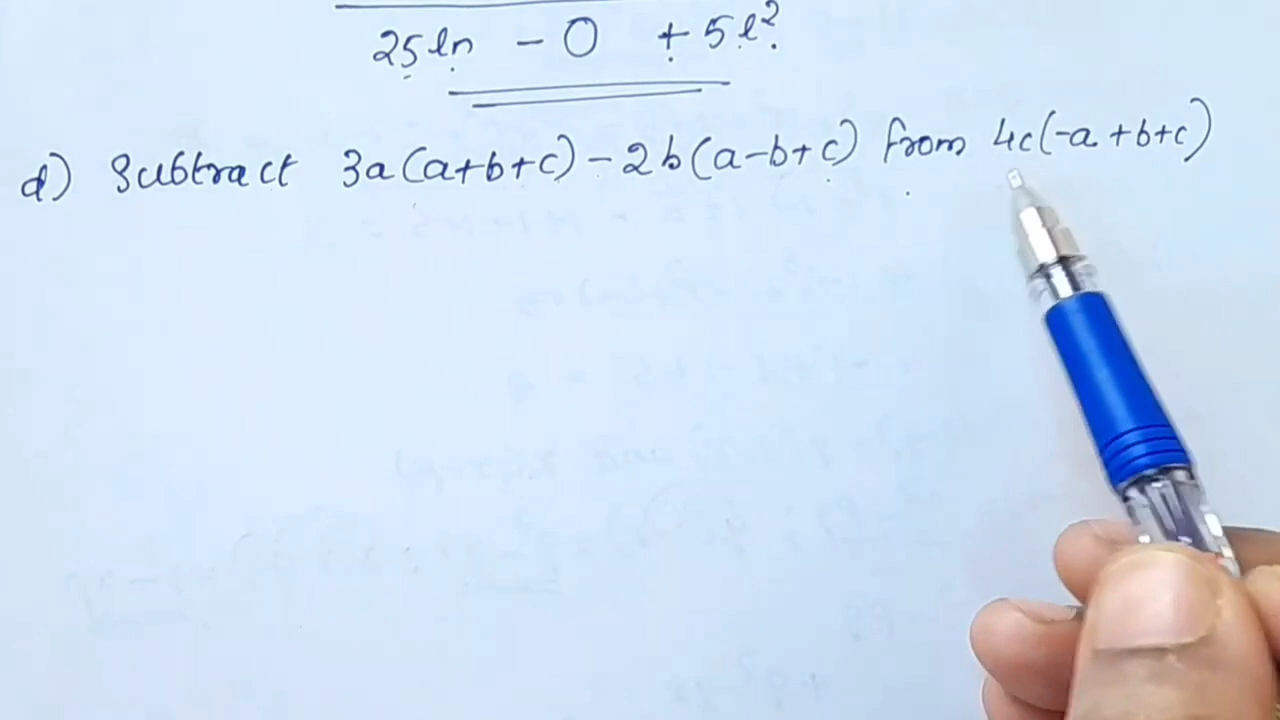 25ln - 0 + 5l²
d) Subtract 3a(a+b+c) - 2b(a-b+c) from 4c(-a+b+c)